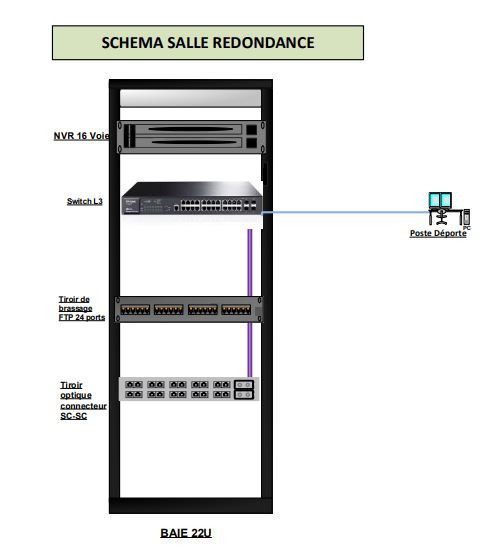 SCHEMA SALLE REDONDANCE
NVR 16 Voie
Switch L3
PC
Poste Déporte
Tiroir de
brassage
FTP 24 ports
Tiroir
optique
connecteur
SC-SC
BAIE 22U